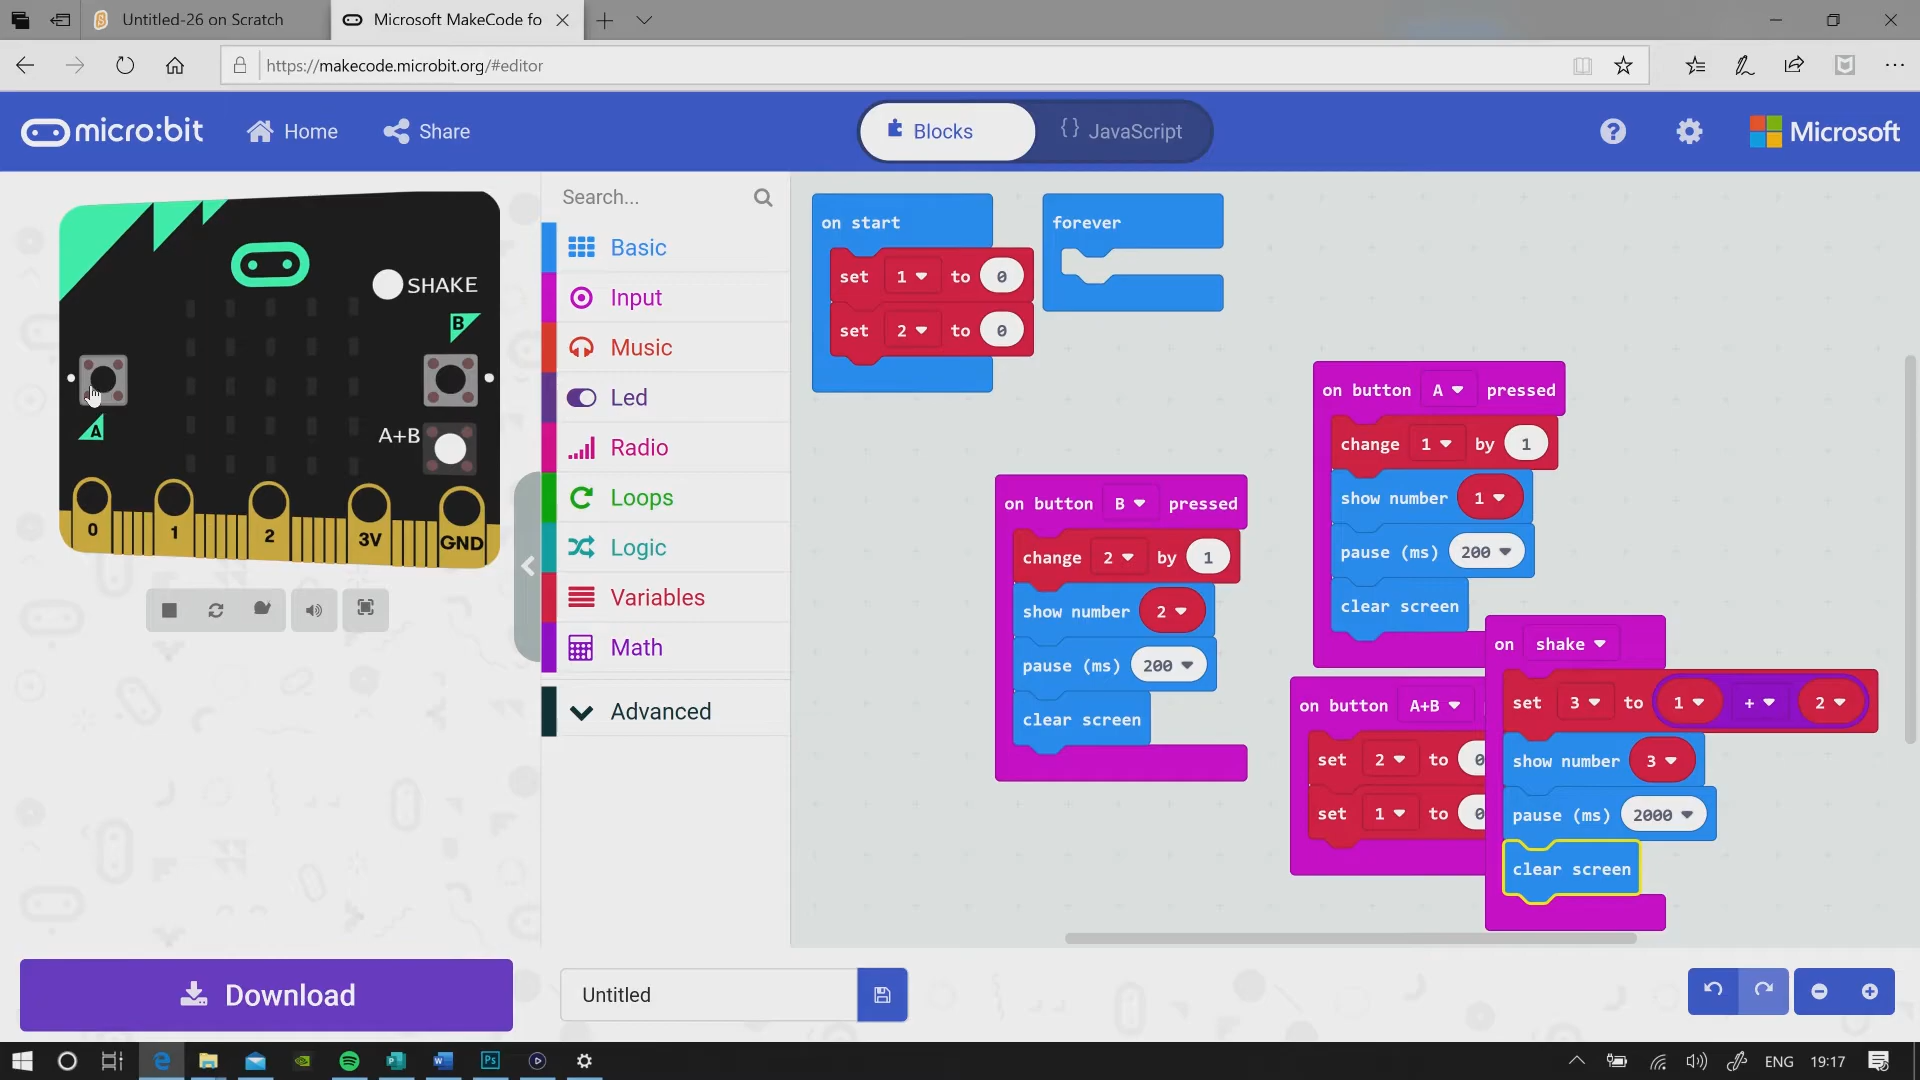 Untitled-26 on Scratch
Microsoft MakeCode fo
https://makecode.microbit.org/#editor
micro:bit
Home
Share
Blocks
{} JavaScript
Microsoft
SHAKE
B
A
A+B
0
1
2
3V
GND
Search...
Basic
Input
Music
Led
Radio
Loops
Logic
Variables
Math
Advanced
on start
set 1 to 0
set 2 to 0
forever
on button B pressed
change 2 by 1
show number 2
pause (ms) 200
clear screen
on button A pressed
change 1 by 1
show number 1
pause (ms) 200
clear screen
on button A+B
set 2 to 0
set 1 to 0
on shake
set 3 to 1 + 2
show number 3
pause (ms) 2000
clear screen
Download
Untitled
ENG
19:17